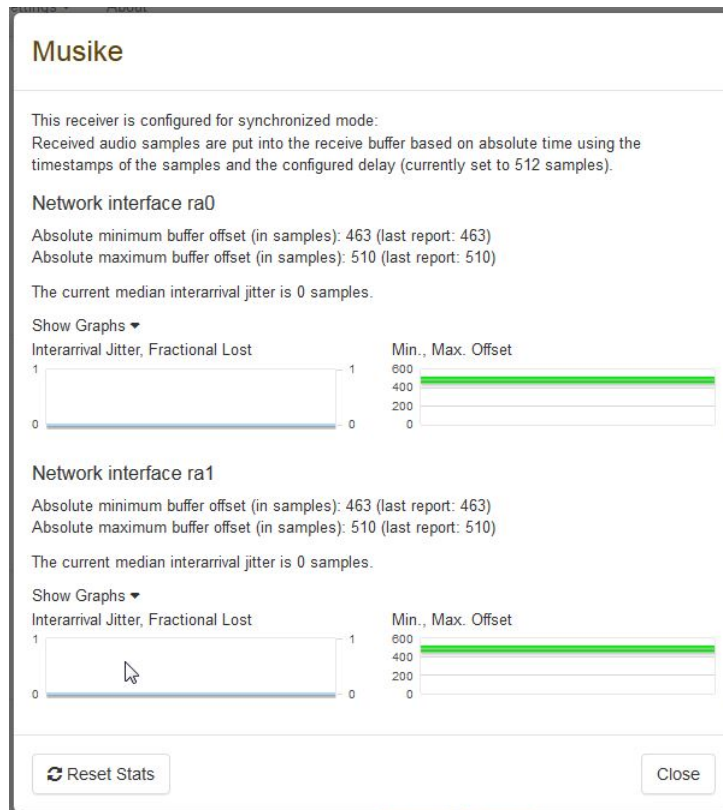 ettings About
Musike
This receiver is configured for synchronized mode:
Received audio samples are put into the receive buffer based on absolute time using the
timestamps of the samples and the configured delay (currently set to 512 samples).
Network interface ra0
Absolute minimum buffer offset (in samples): 463 (last report: 463)
Absolute maximum buffer offset (in samples): 510 (last report: 510)
The current median interarrival jitter is 0 samples.
Show Graphs
Interarrival Jitter, Fractional Lost
1 1
0 0
Min., Max. Offset
600
400
200
0
Network interface ra1
Absolute minimum buffer offset (in samples): 463 (last report: 463)
Absolute maximum buffer offset (in samples): 510 (last report: 510)
The current median interarrival jitter is 0 samples.
Show Graphs
Interarrival Jitter, Fractional Lost
1 1
0 0
Min., Max. Offset
600
400
200
0
Reset Stats
Close